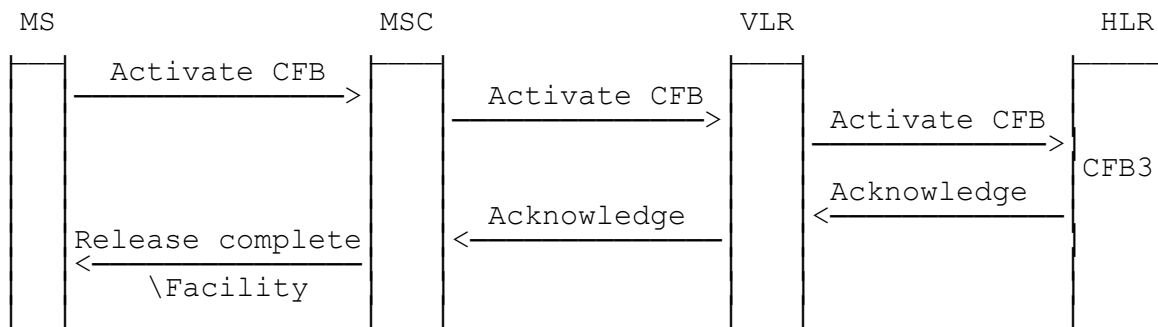 MS MSC VLR HLR
Activate CFB
Activate CFB
Activate CFB
CFB3
Acknowledge
Acknowledge
Release complete
\Facility